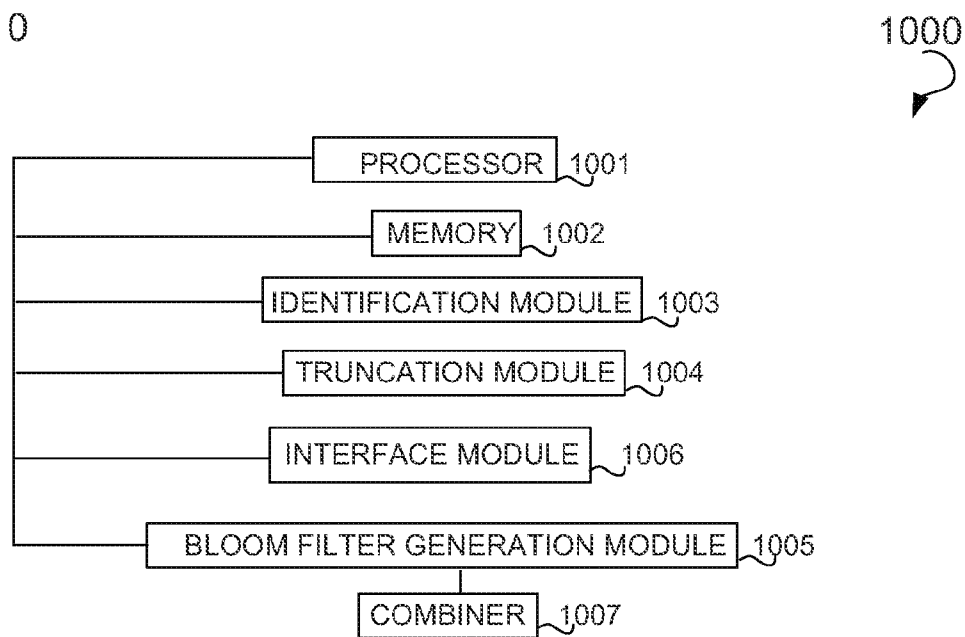 0 1000
PROCESSOR 1001
MEMORY 1002
IDENTIFICATION MODULE 1003
TRUNCATION MODULE 1004
INTERFACE MODULE 1006
BLOOM FILTER GENERATION MODULE 1005
COMBINER 1007